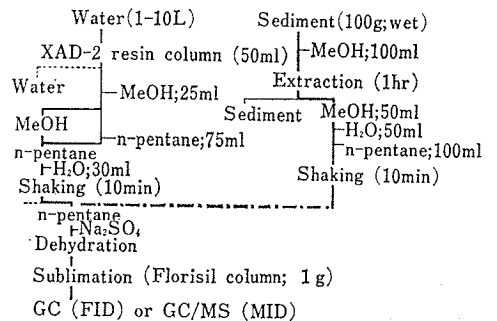 Water(1-10L)
Sediment(100g;wet)
XAD-2 resin column (50ml)
MeOH;100ml
Extraction (1hr)
Water
MeOH;25ml
Sediment
MeOH;50ml
MeOH
H₂O;50ml
n-pentane;75ml
n-pentane;100ml
n-pentane
H₂O;30ml
Shaking (10min)
Shaking (10min)
n-pentane
Na₂SO₄
Dehydration
Sublimation (Florisil column; 1g)
GC (FID) or GC/MS (MID)